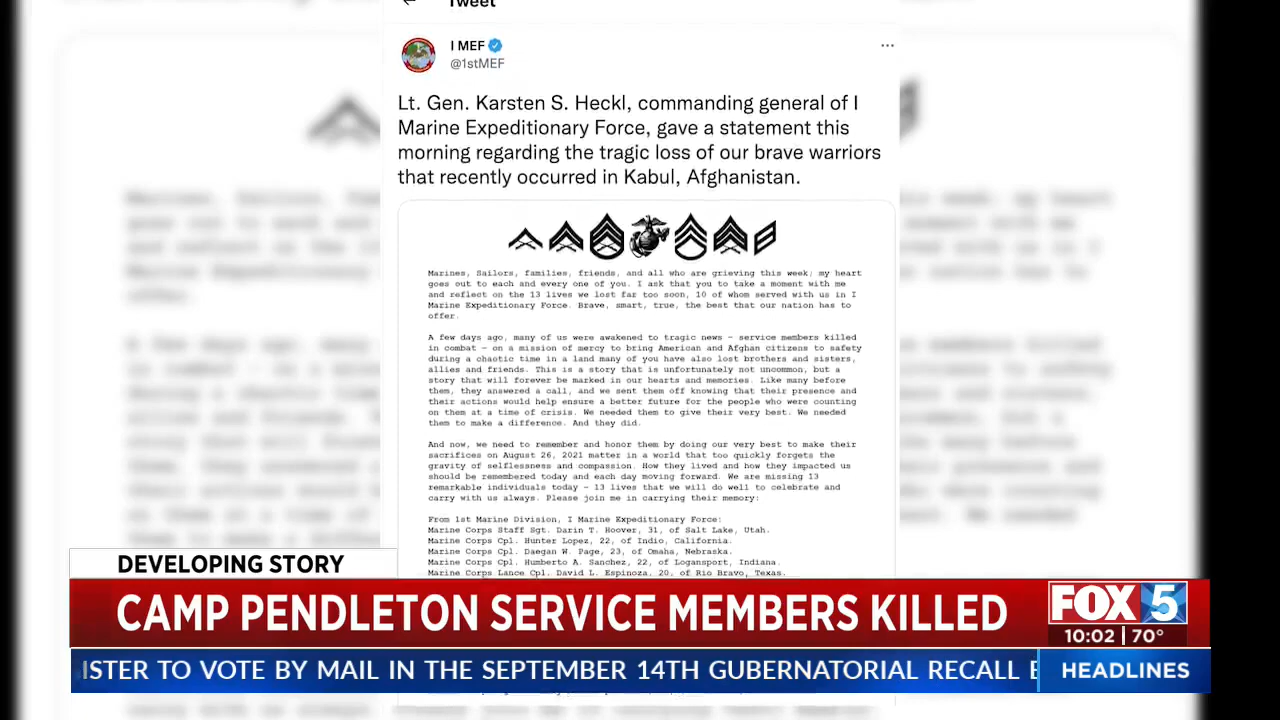 Tweet
I MEF
@1stMEF
Lt. Gen. Karsten S. Heckl, commanding general of I
Marine Expeditionary Force, gave a statement this
morning regarding the tragic loss of our brave warriors
that recently occurred in Kabul, Afghanistan.
Marines, Sailors, families, friends, and all who are grieving this week; my heart
goes out to each and every one of you. I ask that you to take a moment with me
and reflect on the 13 lives we lost far too soon, 10 of whom served with us in I
Marine Expeditionary Force. Brave, smart, true, the best that our nation has to
offer.
A few days ago, many of us were awakened to tragic news – service members killed
in combat – on a mission of mercy to bring American and Afghan citizens to safety
during a chaotic time in a land many of you have also lost brothers and sisters,
allies and friends. This is a story that is unfortunately not uncommon, but a
story that will forever be marked in our hearts and memories. Like many before
them, they answered a call, and we sent them off knowing that their presence and
their actions would help ensure a better future for the people who were counting
on them at a time of crisis. We needed them to give their very best. We needed
them to make a difference. And they did.
And now, we need to remember and honor them by doing our very best to make their
sacrifices on August 26, 2021 matter in a world that too quickly forgets the
gravity of selflessness and compassion. How they lived and how they impacted us
should be remembered today and each day moving forward. We are missing 13
remarkable individuals today – 13 lives that we will do well to celebrate and
carry with us always. Please join me in carrying their memory:
From 1st Marine Division, I Marine Expeditionary Force:
Marine Corps Staff Sgt. Darin T. Hoover, 31, of Salt Lake, Utah.
Marine Corps Cpl. Hunter Lopez, 22, of Indio, California.
Marine Corps Cpl. Daegan W. Page, 23, of Omaha, Nebraska.
Marine Corps Cpl. Humberto A. Sanchez, 22, of Logansport, Indiana.
Marine Corps Lance Cpl. David L. Espinoza, 20, of Rio Bravo, Texas.
DEVELOPING STORY
CAMP PENDLETON SERVICE MEMBERS KILLED
FOX 5
10:02 70°
ISTER TO VOTE BY MAIL IN THE SEPTEMBER 14TH GUBERNATORIAL RECALL E
HEADLINES